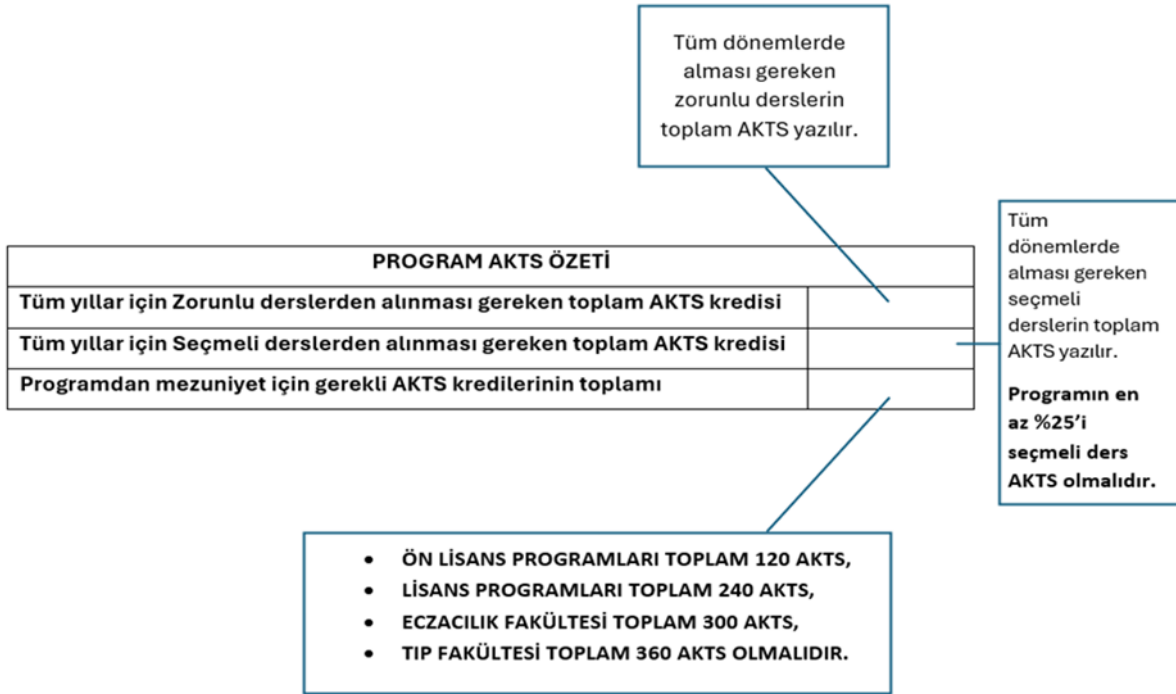 Tüm dönemlerde
alması gereken
zorunlu derslerin
toplam AKTS yazılır.
Tüm
dönemlerde
alması gereken
seçmeli
derslerin toplam
AKTS yazılır.
Programın en
az %25'i
seçmeli ders
AKTS olmalıdır.
PROGRAM AKTS ÖZETİ
Tüm yıllar için Zorunlu derslerden alınması gereken toplam AKTS kredisi
Tüm yıllar için Seçmeli derslerden alınması gereken toplam AKTS kredisi
Programdan mezuniyet için gerekli AKTS kredilerinin toplamı
• ÖN LİSANS PROGRAMLARI TOPLAM 120 AKTS,
• LİSANS PROGRAMLARI TOPLAM 240 AKTS,
• ECZACILIK FAKÜLTESİ TOPLAM 300 AKTS,
• TIP FAKÜLTESİ TOPLAM 360 AKTS OLMALIDIR.